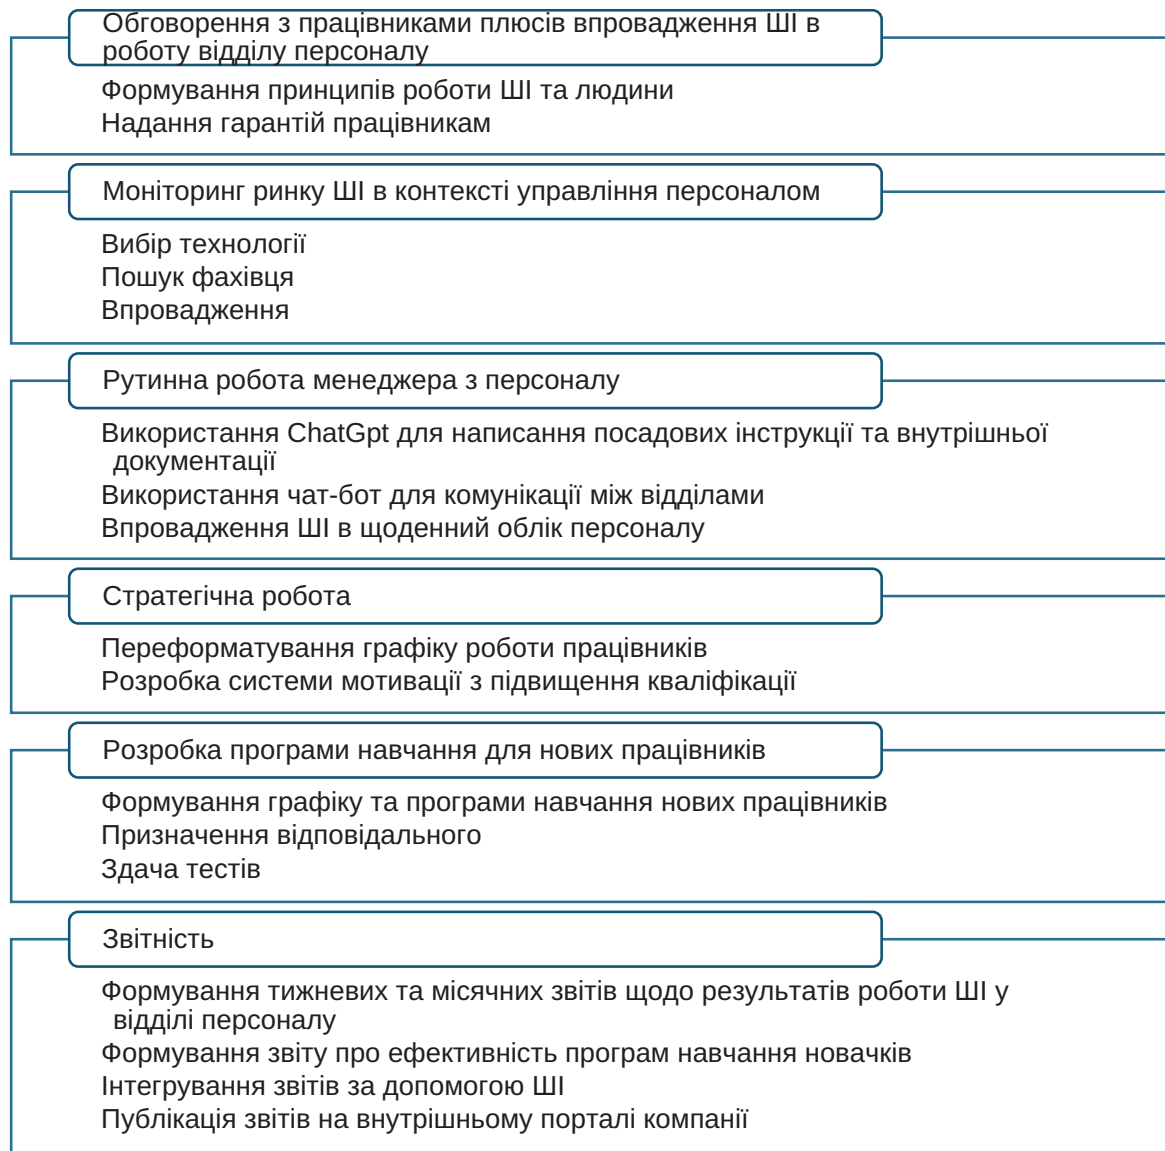 Обговорення з працівниками плюсів впровадження ШІ в
роботу відділу персоналу
Формування принципів роботи ШІ та людини
Надання гарантій працівникам
Моніторинг ринку ШІ в контексті управління персоналом
Вибір технології
Пошук фахівця
Впровадження
Рутинна робота менеджера з персоналу
Використання ChatGpt для написання посадових інструкції та внутрішньої
документації
Використання чат-бот для комунікації між відділами
Впровадження ШІ в щоденний облік персоналу
Стратегічна робота
Переформатування графіку роботи працівників
Розробка системи мотивації з підвищення кваліфікації
Розробка програми навчання для нових працівників
Формування графіку та програми навчання нових працівників
Призначення відповідального
Здача тестів
Звітність
Формування тижневих та місячних звітів щодо результатів роботи ШІ у
відділі персоналу
Формування звіту про ефективність програм навчання новачків
Інтегрування звітів за допомогою ШІ
Публікація звітів на внутрішньому порталі компанії